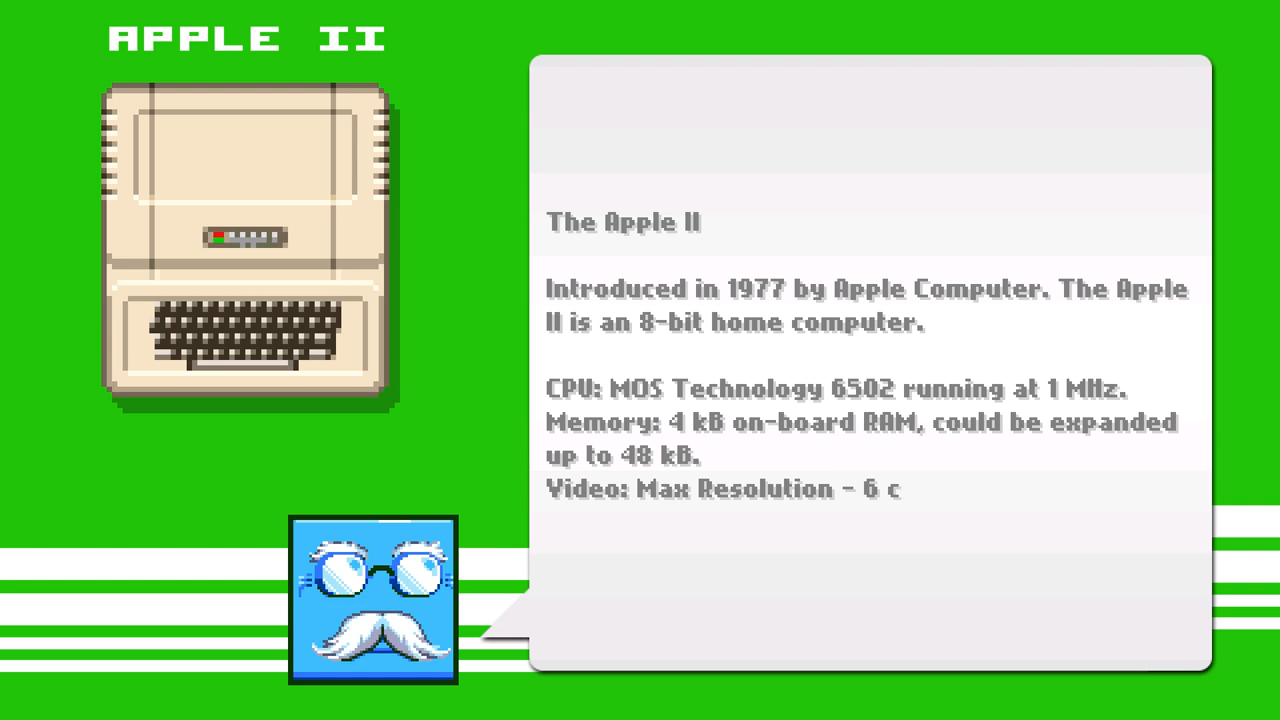 APPLE II
The Apple II
Introduced in 1977 by Apple Computer. The Apple
II is an 8-bit home computer.
CPU: MOS Technology 6502 running at 1 MHz.
Memory: 4 kB on-board RAM, could be expanded
up to 48 kB.
Video: Max Resolution - 6 c